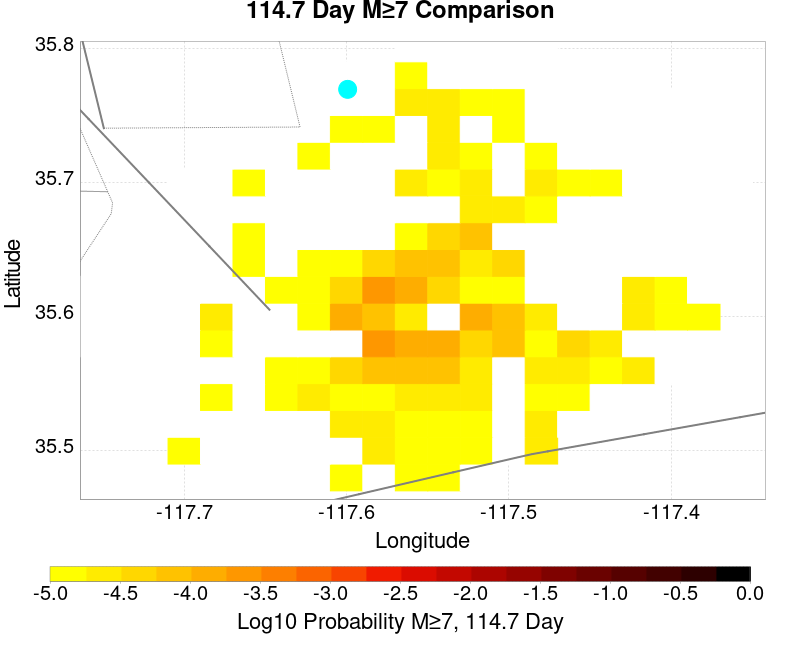 114.7 Day M≥7 Comparison
35.8
35.7
35.6
35.5
Latitude
-117.7 -117.6 -117.5 -117.4
Longitude
-5.0 -4.5 -4.0 -3.5 -3.0 -2.5 -2.0 -1.5 -1.0 -0.5 0.0
Log10 Probability M≥7, 114.7 Day